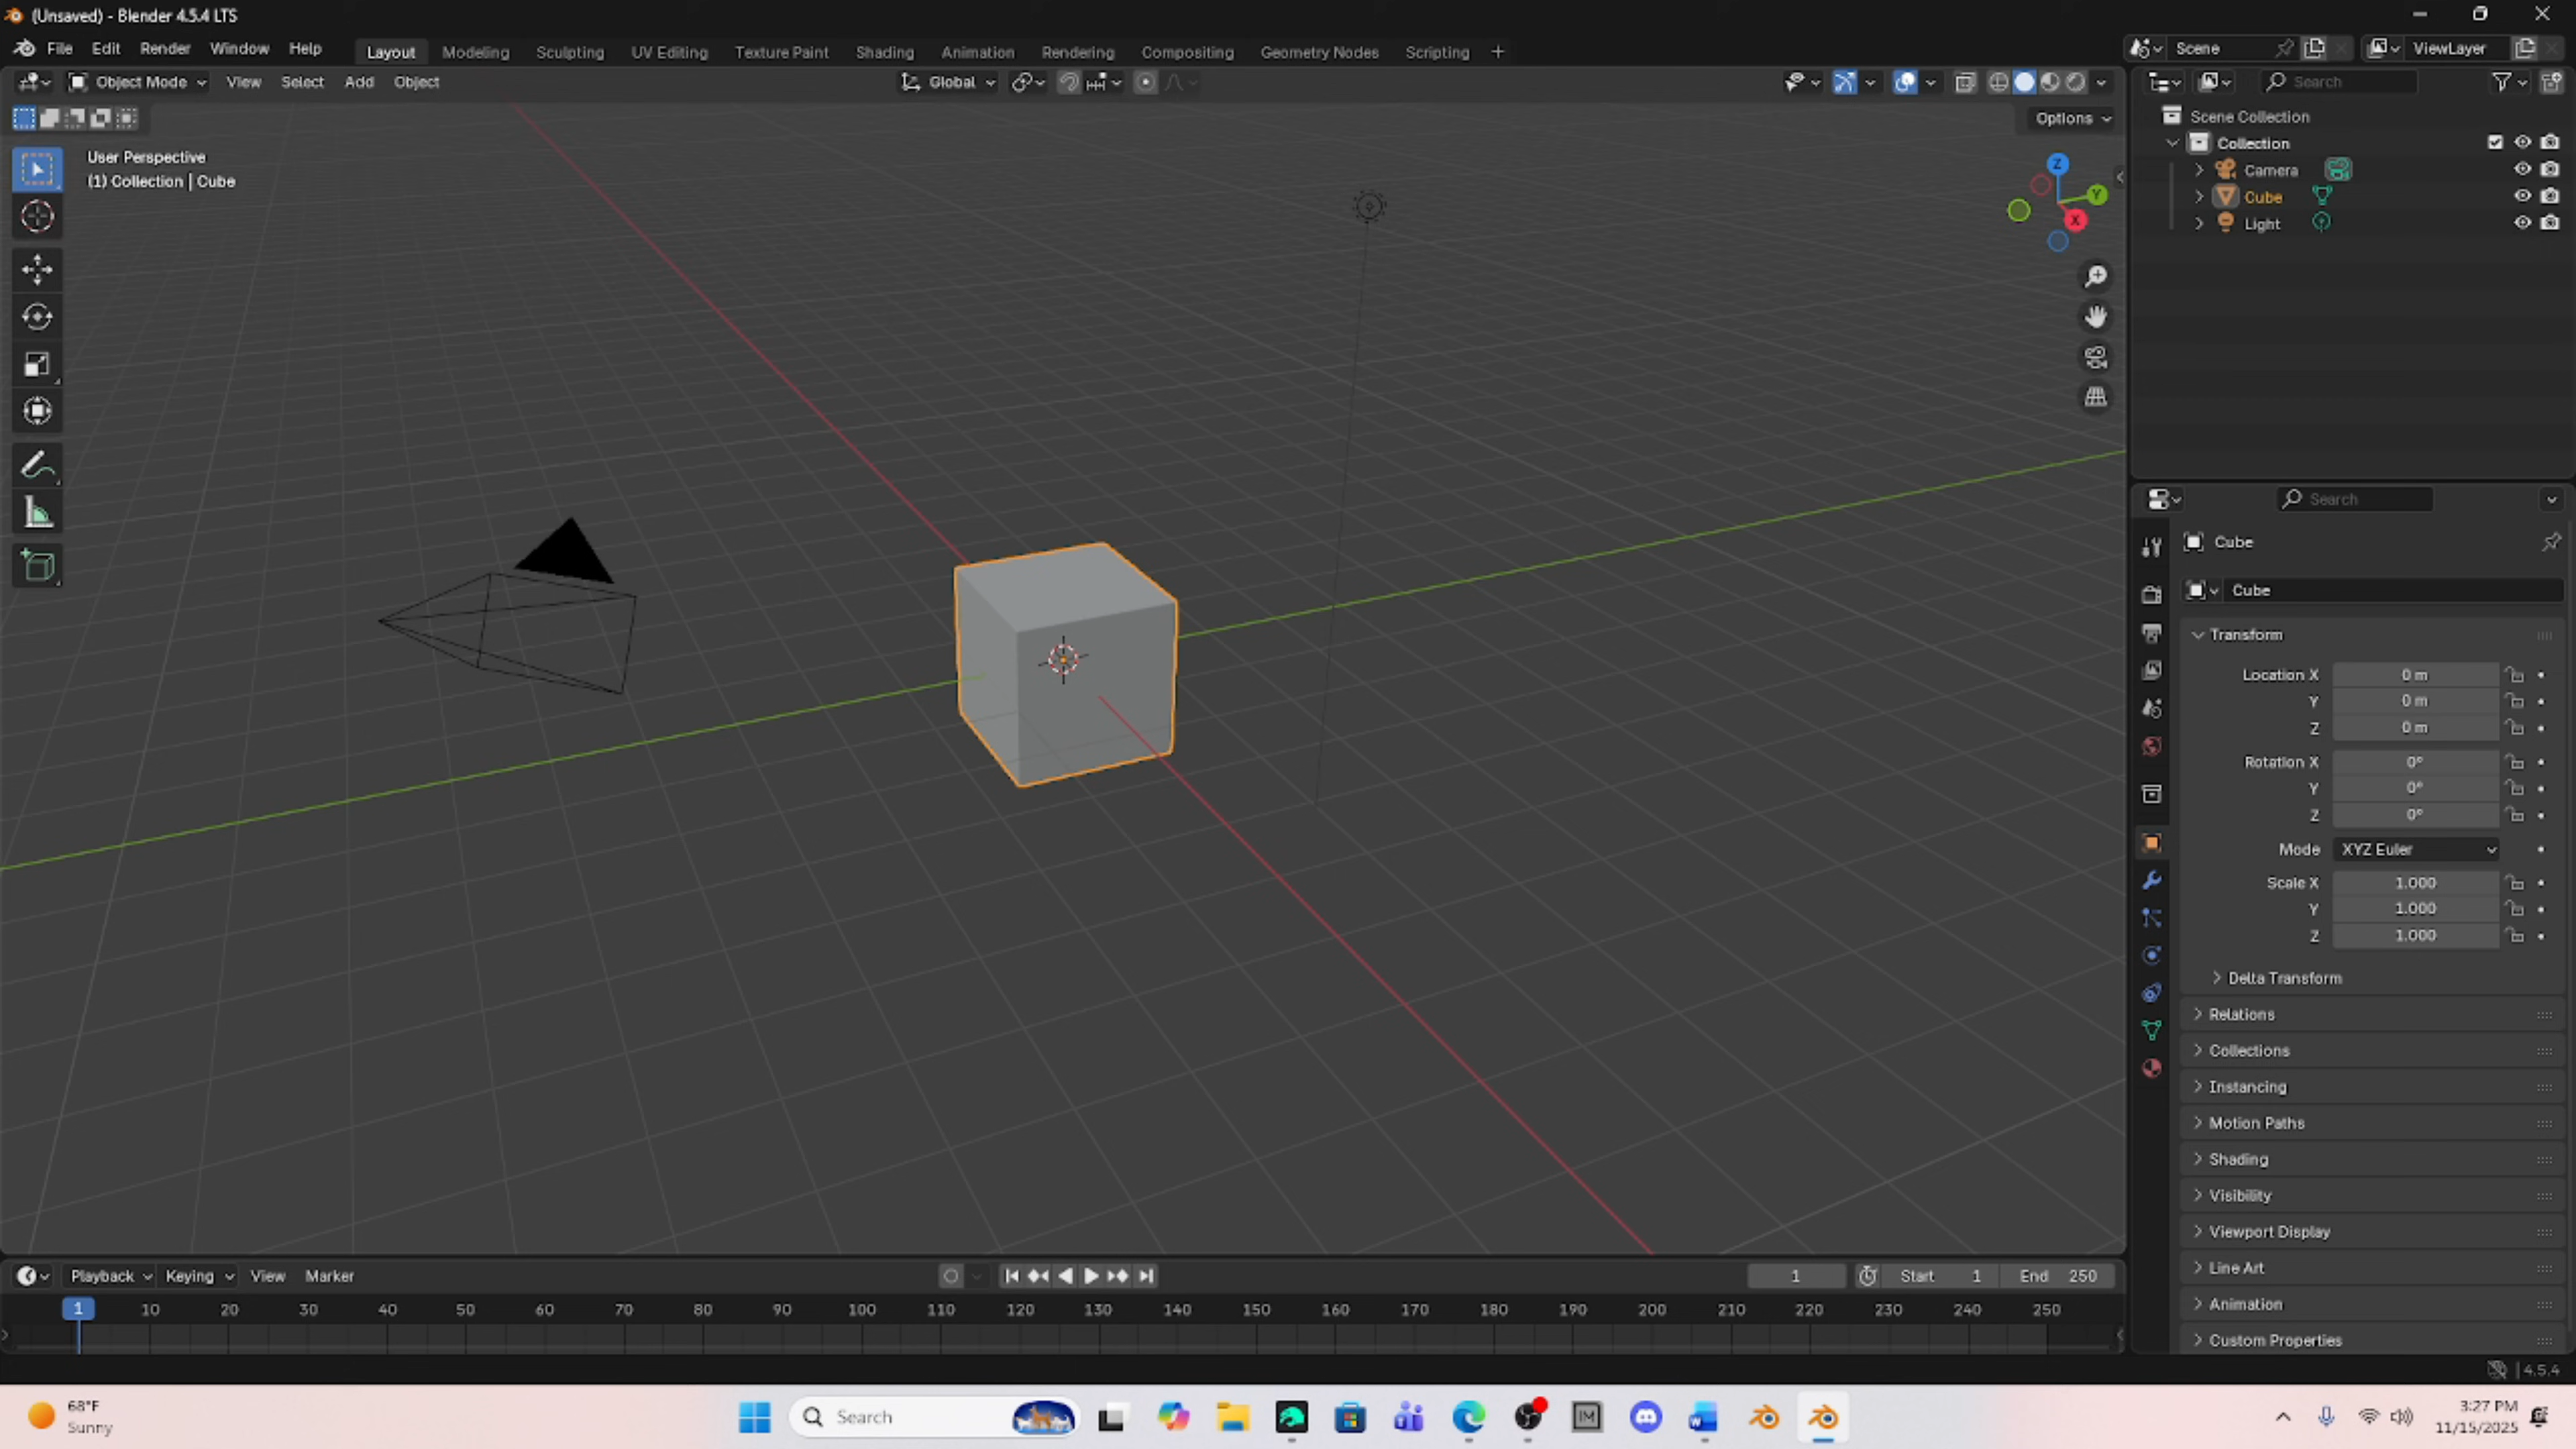 (Unsaved) - Blender 4.5.4 LTS
File Edit Render Window Help Layout Modeling Sculpting UV Editing Texture Paint Shading Animation Rendering Compositing Geometry Nodes Scripting + Scene ViewLayer
Object Mode View Select Add Object Global Search
Options
User Perspective
(1) Collection | Cube
Z
Y
X
Scene Collection
Collection
Camera
Cube
Light
Search
Cube
Cube
Transform
Location X 0 m
Y 0 m
Z 0 m
Rotation X 0°
Y 0°
Z 0°
Mode XYZ Euler
Scale X 1.000
Y 1.000
Z 1.000
Delta Transform
Relations
Collections
Instancing
Motion Paths
Shading
Visibility
Viewport Display
Line Art
Animation
Custom Properties
Playback Keying View Marker 1 Start 1 End 250
1 10 20 30 40 50 60 70 80 90 100 110 120 130 140 150 160 170 180 190 200 210 220 230 240 250
4.5.4
68°F
Sunny
Search
IM
W
3:27 PM
11/15/2025